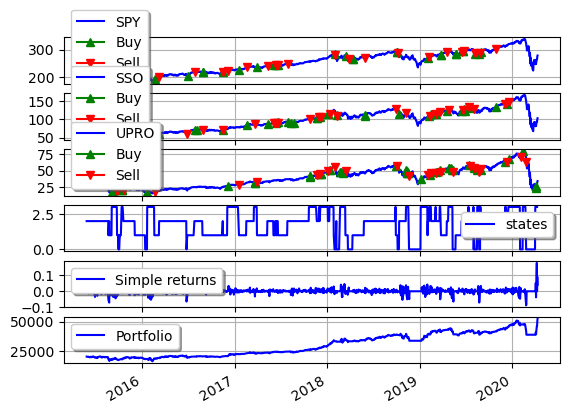 SPY
Buy
300
Sell
200
SSO
150
Buy
100
Sell
50
UPRO
75
Buy
50
Sell
25
2.5
states
0.0
0.1
Simple returns
0.0
−0.1
50000
Portfolio
25000
2016 2017 2018 2019 2020